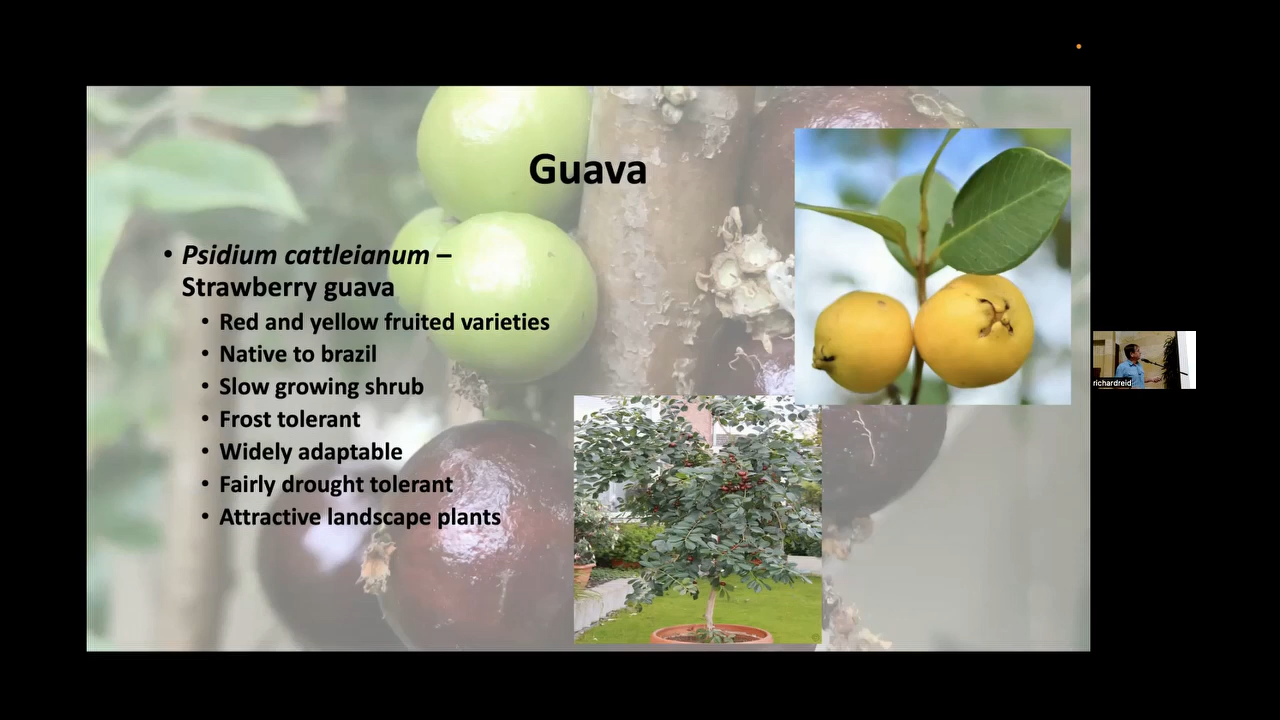 Guava
• Psidium cattleianum –
Strawberry guava
• Red and yellow fruited varieties
• Native to brazil
• Slow growing shrub
• Frost tolerant
• Widely adaptable
• Fairly drought tolerant
• Attractive landscape plants
richardreid